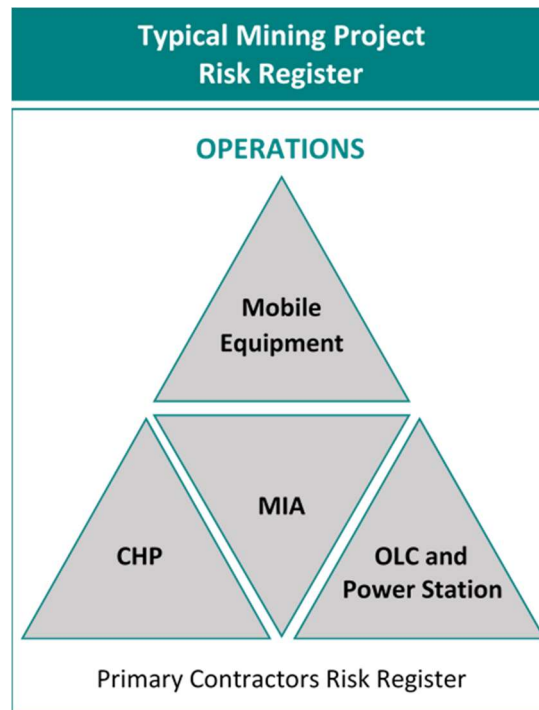 Typical Mining Project
Risk Register
OPERATIONS
Mobile
Equipment
MIA
CHP
OLC and
Power Station
Primary Contractors Risk Register